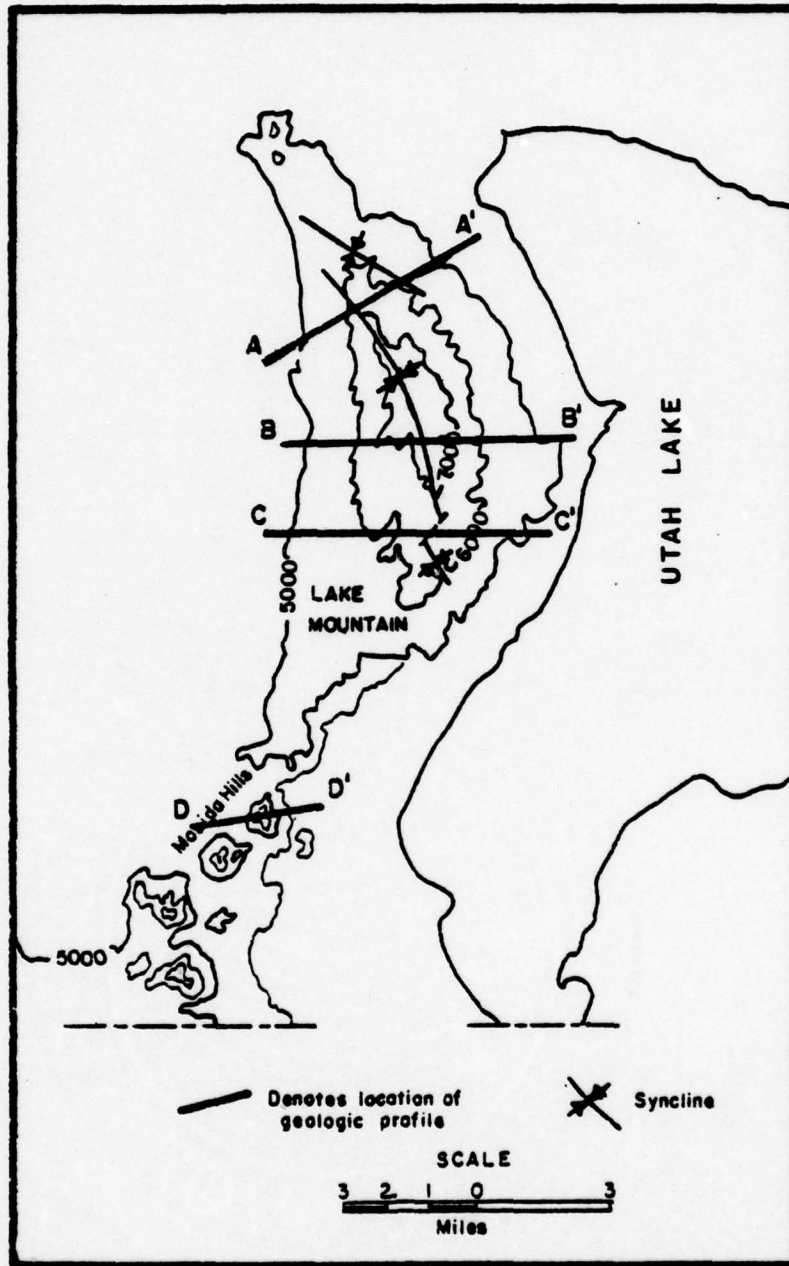 A'
A
B
B'
7000
C
C'
6000
5000
LAKE
MOUNTAIN
UTAH LAKE
Mosida Hills
D
D'
5000
Denotes location of
geologic profile
Syncline
SCALE
3 2 1 0 3
Miles